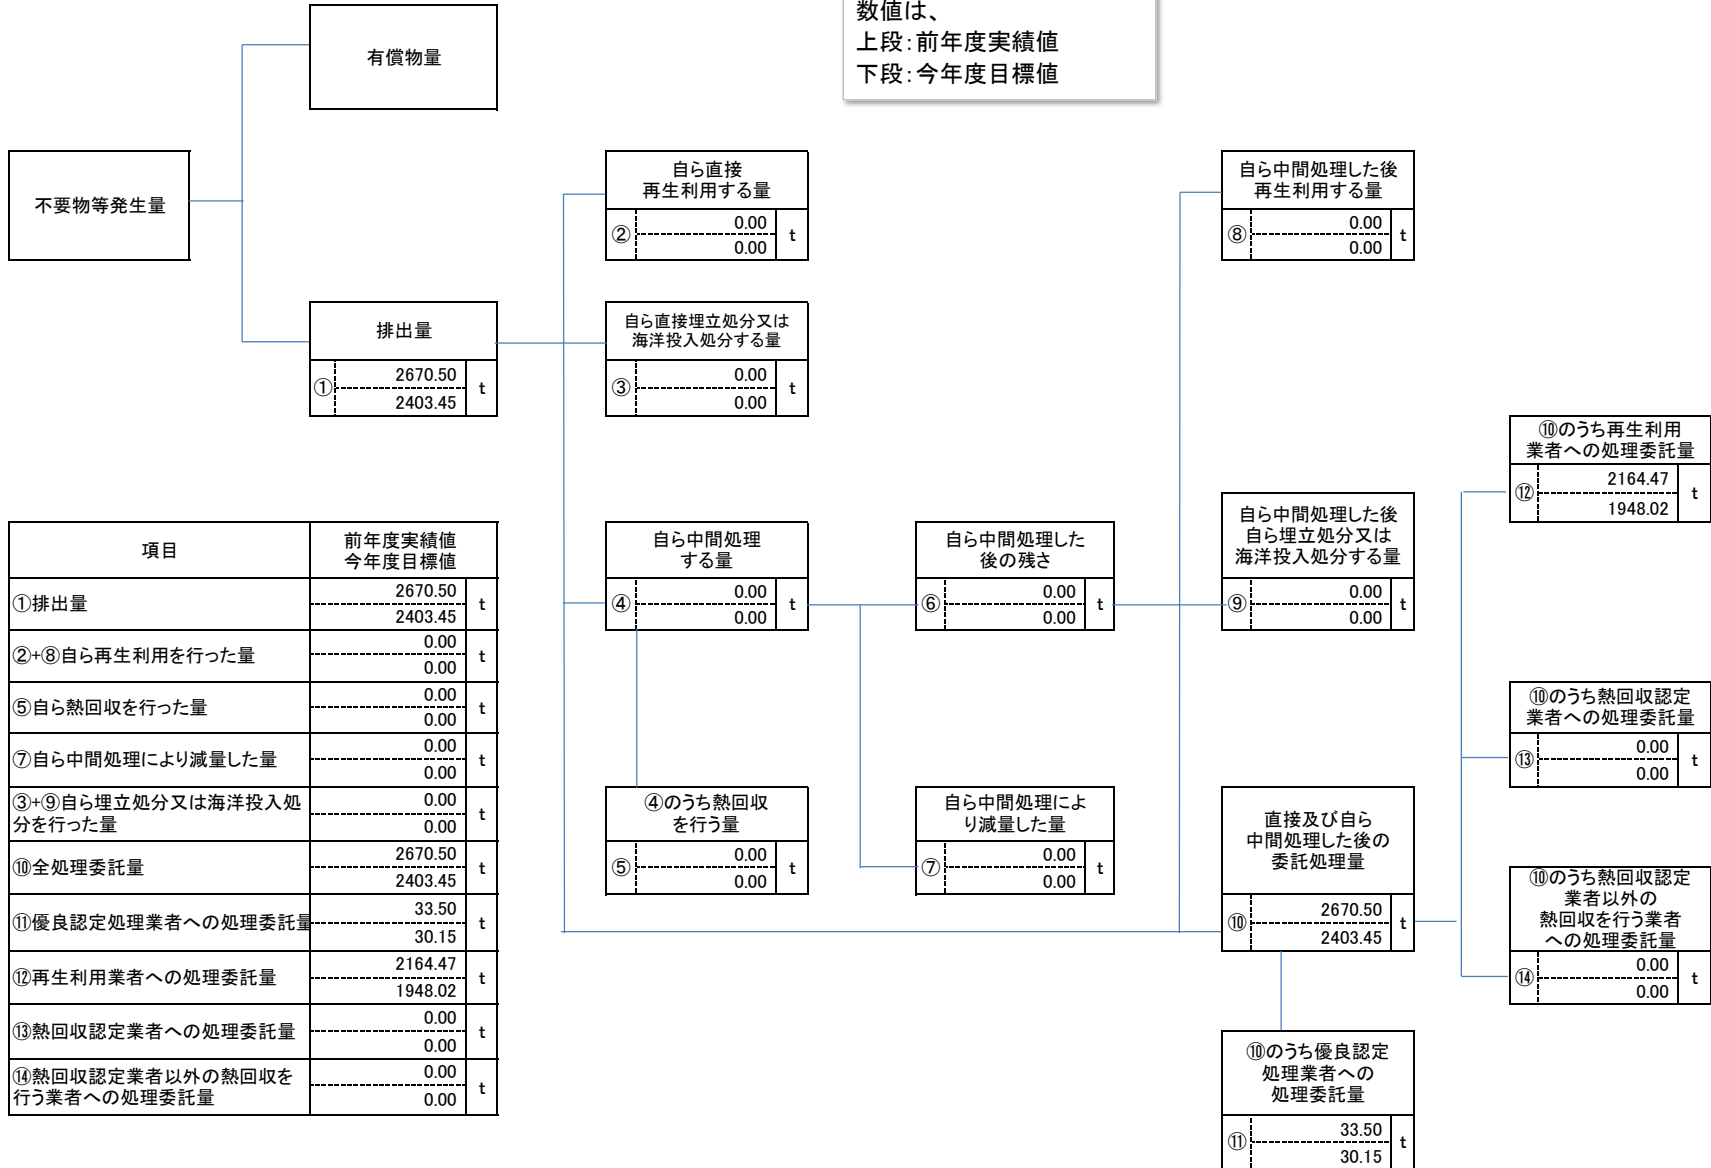 数値は、
上段：前年度実績値
下段：今年度目標値
有償物量
不要物等発生量
自ら直接
再生利用する量
②
0.00
0.00
t
自ら中間処理した後
再生利用する量
⑧
0.00
0.00
t
排出量
①
2670.50
2403.45
t
自ら直接埋立処分又は
海洋投入処分する量
③
0.00
0.00
t
⑩のうち再生利用
業者への処理委託量
⑫
2164.47
1948.02
t
自ら中間処理
する量
④
0.00
0.00
t
自ら中間処理した
後の残さ
⑥
0.00
0.00
t
自ら中間処理した後
自ら埋立処分又は
海洋投入処分する量
⑨
0.00
0.00
t
⑩のうち熱回収認定
業者への処理委託量
⑬
0.00
0.00
t
④のうち熱回収
を行う量
⑤
0.00
0.00
t
自ら中間処理によ
り減量した量
⑦
0.00
0.00
t
直接及び自ら
中間処理した後の
委託処理量
⑩
2670.50
2403.45
t
⑩のうち熱回収認定
業者以外の
熱回収を行う業者
への処理委託量
⑭
0.00
0.00
t
⑩のうち優良認定
処理業者への
処理委託量
⑪
33.50
30.15
t
項目
前年度実績値
今年度目標値
①排出量
2670.50
2403.45
t
②+⑧自ら再生利用を行った量
0.00
0.00
t
⑤自ら熱回収を行った量
0.00
0.00
t
⑦自ら中間処理により減量した量
0.00
0.00
t
③+⑨自ら埋立処分又は海洋投入処
分を行った量
0.00
0.00
t
⑩全処理委託量
2670.50
2403.45
t
⑪優良認定処理業者への処理委託量
33.50
30.15
t
⑫再生利用業者への処理委託量
2164.47
1948.02
t
⑬熱回収認定業者への処理委託量
0.00
0.00
t
⑭熱回収認定業者以外の熱回収を
行う業者への処理委託量
0.00
0.00
t